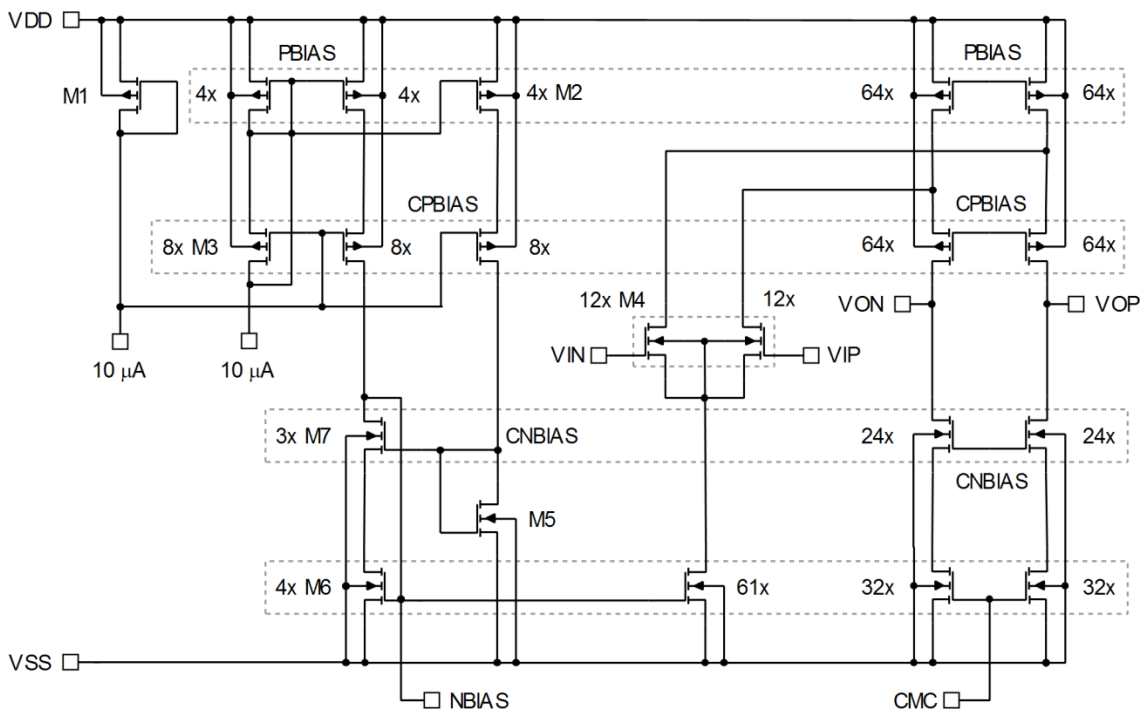 VDD
PBIAS
PBIAS
M1
4x
4x
4x M2
64x
64x
CPBIAS
CPBIAS
8x M3
8x
8x
64x
64x
12x M4
12x
VON
VOP
VIN
VIP
10 μA
10 μA
3x M7
CNBIAS
24x
24x
CNBIAS
M5
4x M6
61x
32x
32x
VSS
NBIAS
CMC